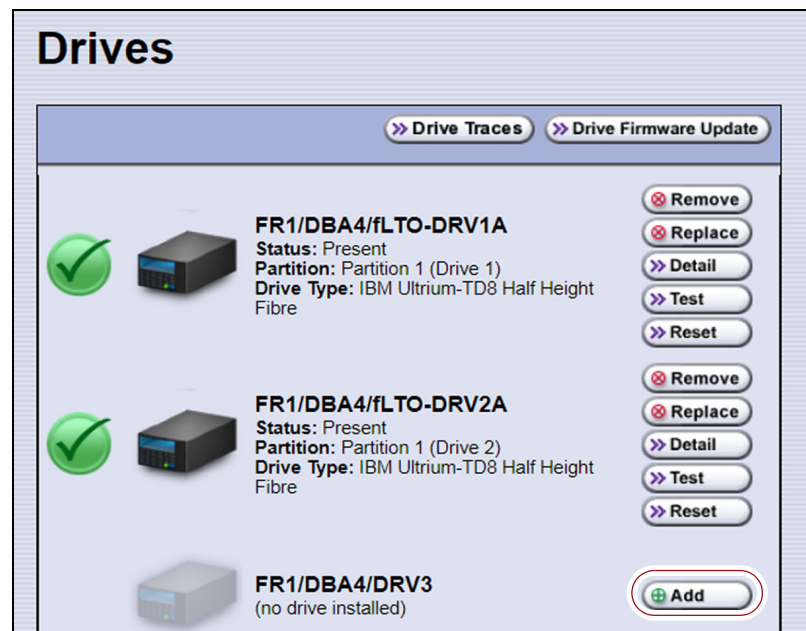 Drives
Drive Traces
Drive Firmware Update
FR1/DBA4/fLTO-DRV1A
Status: Present
Partition: Partition 1 (Drive 1)
Drive Type: IBM Ultrium-TD8 Half Height
Fibre
Remove
Replace
Detail
Test
Reset
FR1/DBA4/fLTO-DRV2A
Status: Present
Partition: Partition 1 (Drive 2)
Drive Type: IBM Ultrium-TD8 Half Height
Fibre
Remove
Replace
Detail
Test
Reset
FR1/DBA4/DRV3
(no drive installed)
Add